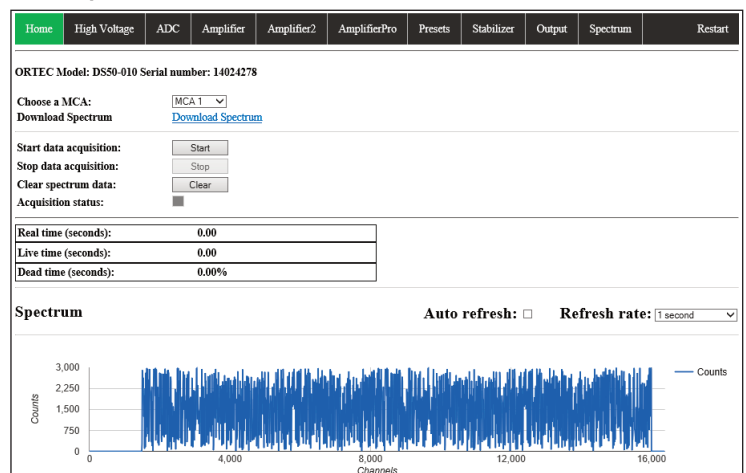 Home High Voltage ADC Amplifier Amplifier2 AmplifierPro Presets Stabilizer Output Spectrum Restart
ORTEC Model: DS50-010 Serial number: 14024278
Choose a MCA: MCA 1
Download Spectrum Download Spectrum
Start data acquisition: Start
Stop data acquisition: Stop
Clear spectrum data: Clear
Acquisition status:
Real time (seconds): 0.00
Live time (seconds): 0.00
Dead time (seconds): 0.00%
Spectrum Auto refresh: Refresh rate: 1 second
3,000
2,250
1,500
750
0
Counts
Counts
0 4,000 8,000 12,000 16,000
Channels